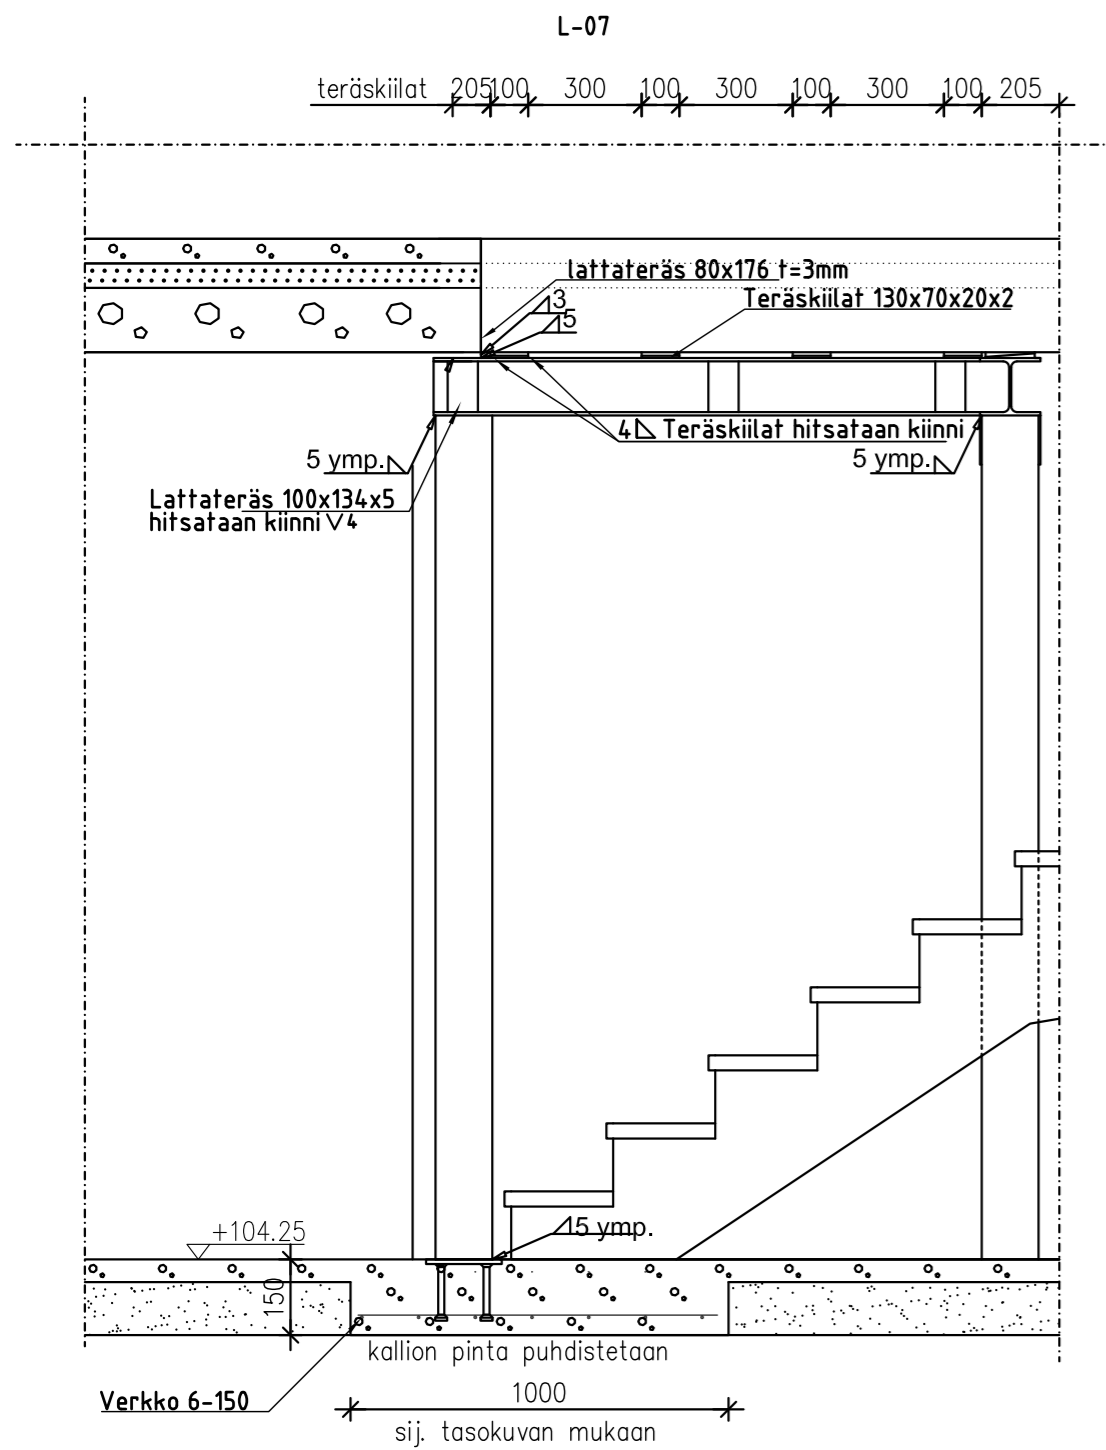 L-07
teräskiilat 205 100 300 100 300 100 300 100 205
lattateräs 80x176 t=3mm
Teräskiilat 130x70x20x2
3
5
4 Teräskiilat hitsataan kiinni
5 ymp.
5 ymp.
Lattateräs 100x134x5
hitsataan kiinni 4
5 ymp.
+104.25
150
kallion pinta puhdistetaan
Verkko 6-150
1000
sij. tasokuvan mukaan